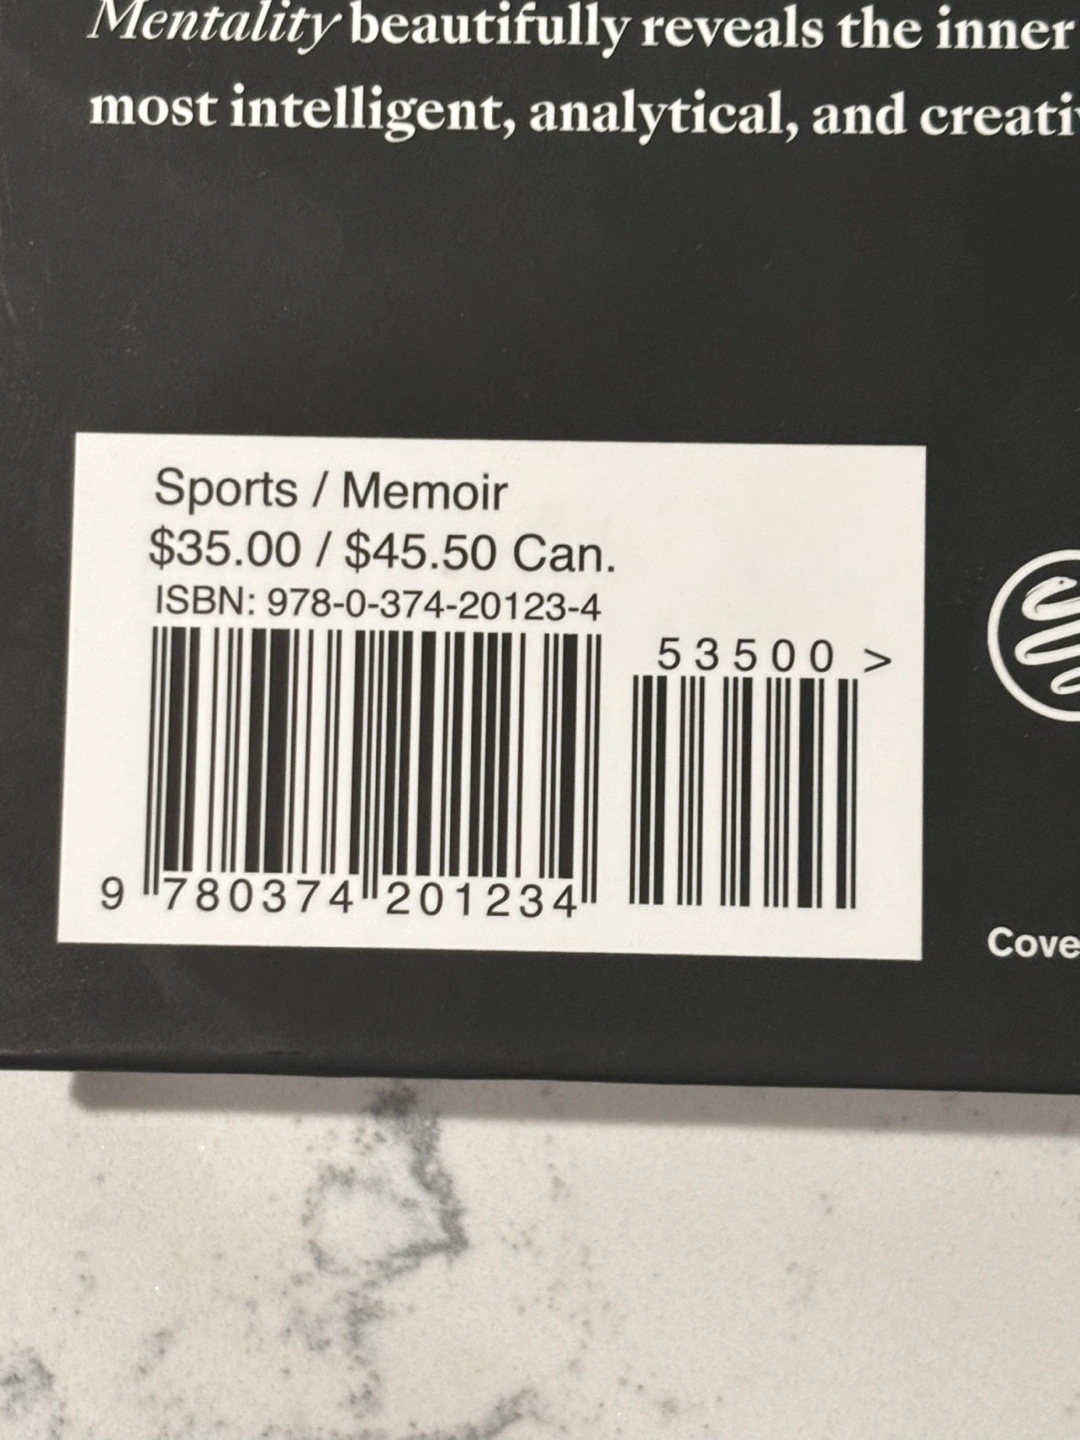 Mentality beautifully reveals the inner
most intelligent, analytical, and creativ
Sports / Memoir
$35.00 / $45.50 Can.
ISBN: 978-0-374-20123-4
53500 >
9 780374 201234
Cove